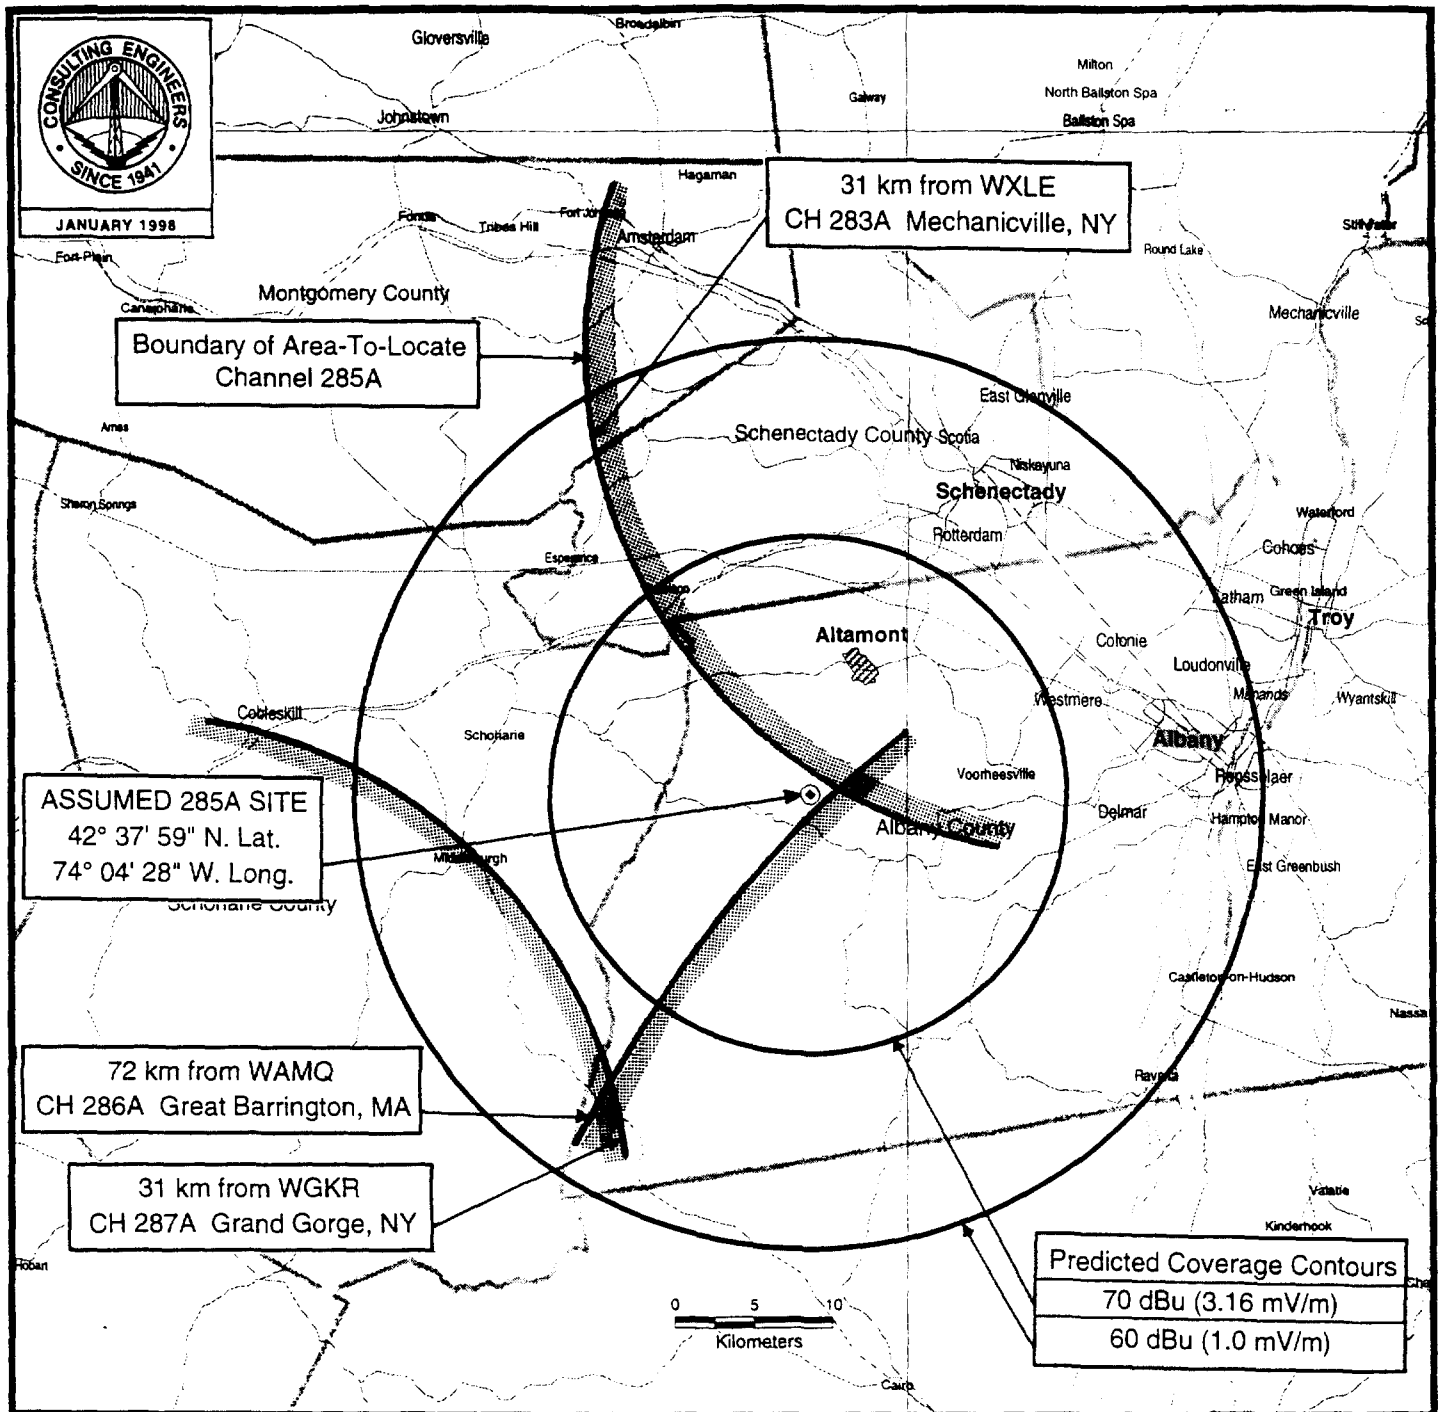 CONSULTING ENGINEERS
SINCE 1941
JANUARY 1998
Gloversville
Broadalbin
Milton
North Ballston Spa
Galway
Ballston Spa
Johnstown
Hagaman
31 km from WXLE
CH 283A Mechanicville, NY
Fonda
Tribes Hill
Fort Johnson
Amsterdam
Stillwater
Round Lake
Fort Plain
Canajoharie
Montgomery County
Mechanicville
Boundary of Area-To-Locate
Channel 285A
East Glenville
Ames
Schenectady County
Scotia
Niskayuna
Schenectady
Sharon Springs
Waterford
Rotterdam
Cohoes
Esperance
Latham
Green Island
Troy
Altamont
Colonie
Loudonville
Westmere
Menands
Wyantskill
Cobleskill
Schoharie
Albany
Voorheesville
Rensselaer
ASSUMED 285A SITE
42° 37' 59" N. Lat.
74° 04' 28" W. Long.
Delmar
Hampton Manor
Albany County
Middleburgh
East Greenbush
Schoharie County
Castleton-on-Hudson
Nassa
72 km from WAMQ
CH 286A Great Barrington, MA
Ravena
31 km from WGKR
CH 287A Grand Gorge, NY
Valatie
Kinderhook
Hobart
Predicted Coverage Contours
70 dBu (3.16 mV/m)
60 dBu (1.0 mV/m)
Cha
0 5 10
Kilometers
Cairo